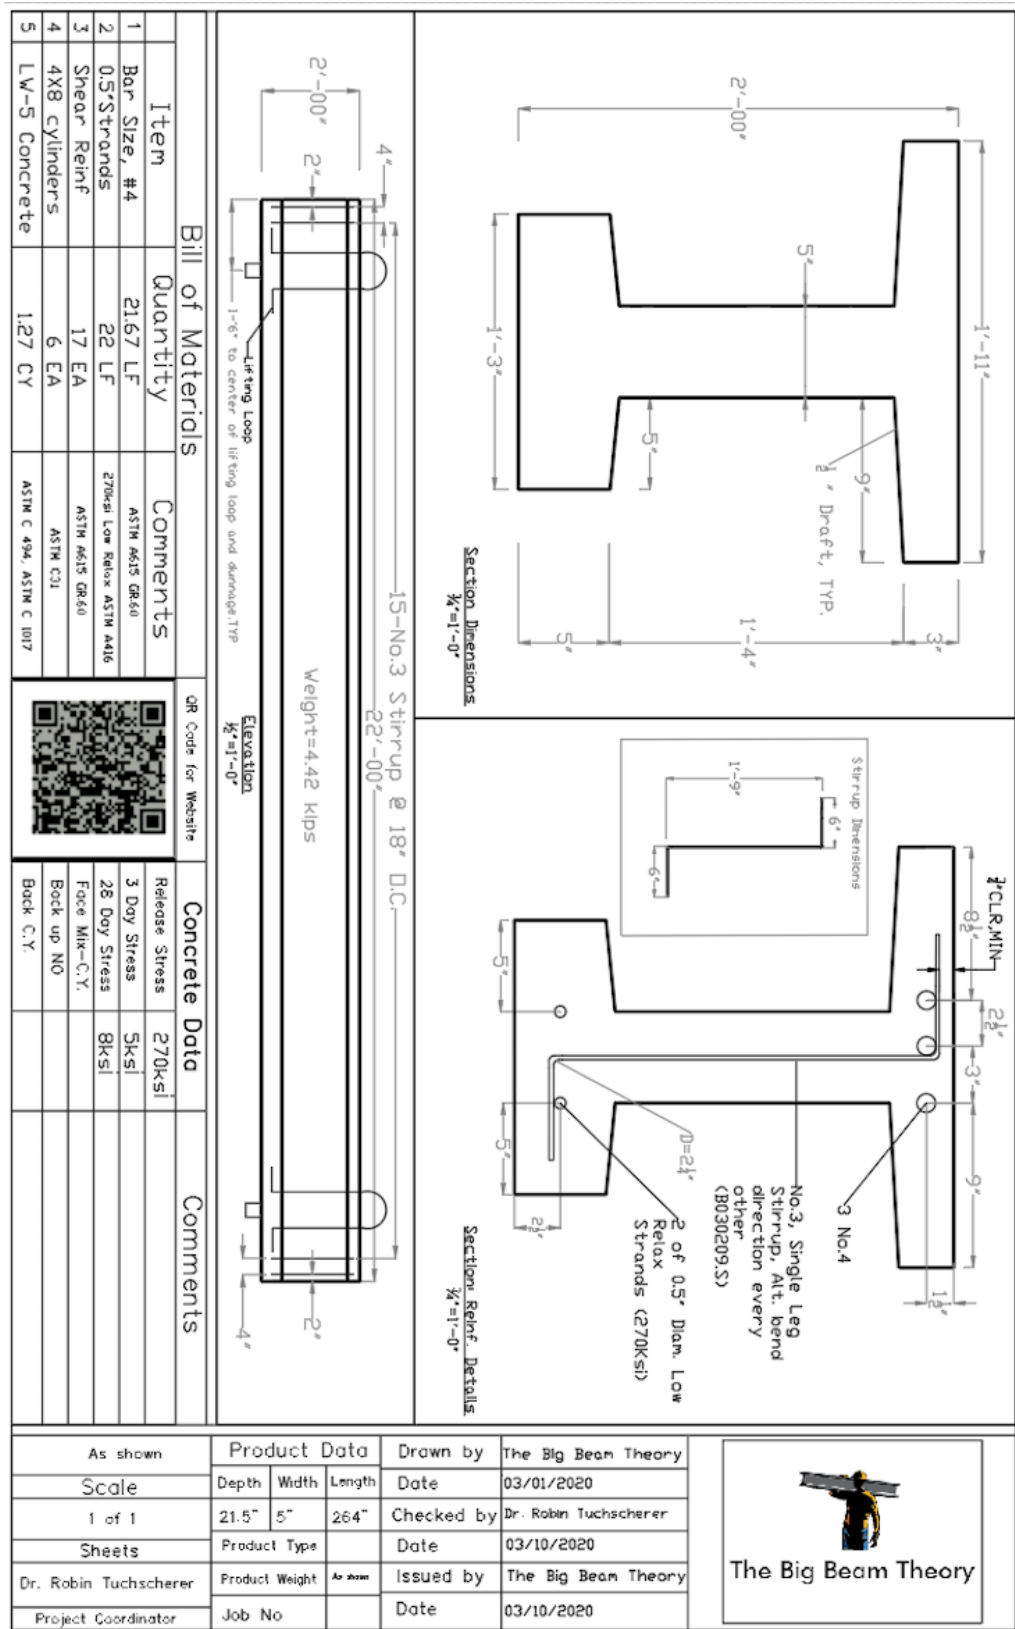 2'-00"
1'-11"
5"
1'-3"
5"
9"
½" Draft, TYP.
5"
1'-4"
3"
Section Dimensions
¾"=1'-0"
Stirrup Dimensions
1'-9"
6"
6"
¾"CLR,MIN
8½"
2½"
3"
9"
1½"
5"
5"
2½"
D=2¼"
3 No.4
No.3, Single Leg
Stirrup, Alt. bend
direction every
other
(B030209.S)
2 of 0.5" Diam. Low
Relax
Strands (270Ksi)
Section: Reinf. Details
¾"=1'-0"
2'-00"
2"
4"
15-No.3 Stirrup @ 18" O.C.
22'-00"
Weight=4.42 kips
Lifting Loop
1-'6" to center of lifting loop and dunnage.TYP
2"
4"
Elevation
½"=1'-0"
Bill of Materials
Item Quantity Comments
1 Bar Size, #4 21.67 LF ASTM A615 GR.60
2 0.5"Strands 22 LF 270ksi Low Relax ASTM A416
3 Shear Reinf 17 EA ASTM A615 GR.60
4 4X8 cylinders 6 EA ASTM C31
5 LW-5 Concrete 1.27 CY ASTM C 494, ASTM C 1017
QR Code for Website
Concrete Data Comments
Release Stress 270ksi
3 Day Stress 5ksi
28 Day Stress 8ksi
Face Mix-C.Y.
Back up NO
Back C.Y.
As shown
Scale
1 of 1
Sheets
Dr. Robin Tuchscherer
Project Coordinator
Product Data
Depth Width Length
21.5" 5" 264"
Product Type
Product Weight As shown
Job No
Drawn by The Big Beam Theory
Date 03/01/2020
Checked by Dr. Robin Tuchscherer
Date 03/10/2020
Issued by The Big Beam Theory
Date 03/10/2020
The Big Beam Theory